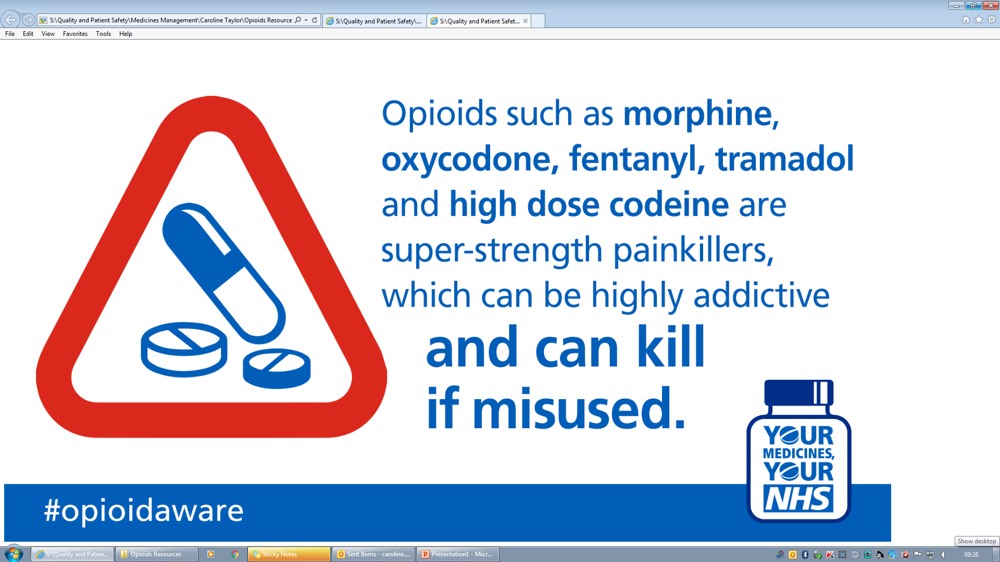 S:\Quality and Patient Safety\Medicines Management\Caroline Taylor\Opioids Resource
S:\Quality and Patient Safety\...
S:\Quality and Patient Safet...
File Edit View Favorites Tools Help
Opioids such as morphine,
oxycodone, fentanyl, tramadol
and high dose codeine are
super-strength painkillers,
which can be highly addictive
and can kill
if misused.
YOUR
MEDICINES,
YOUR
NHS
#opioidaware
Show desktop
S:\Quality and Patien...
Opioids Resources
Sticky Notes
Sent Items - caroline....
Presentation1 - Micr...
09:26